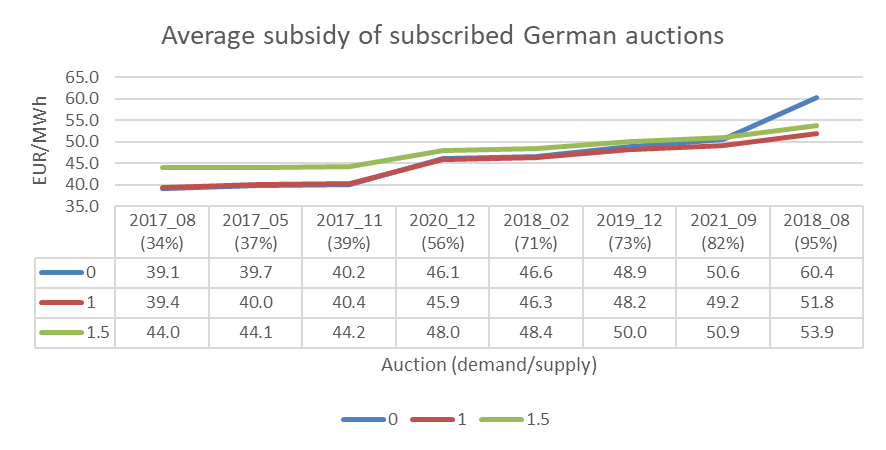 Average subsidy of subscribed German auctions
EUR/MWh
65.0
60.0
55.0
50.0
45.0
40.0
35.0
2017_08 2017_05 2017_11 2020_12 2018_02 2019_12 2021_09 2018_08
(34%) (37%) (39%) (56%) (71%) (73%) (82%) (95%)
0 39.1 39.7 40.2 46.1 46.6 48.9 50.6 60.4
1 39.4 40.0 40.4 45.9 46.3 48.2 49.2 51.8
1.5 44.0 44.1 44.2 48.0 48.4 50.0 50.9 53.9
Auction (demand/supply)
0 1 1.5